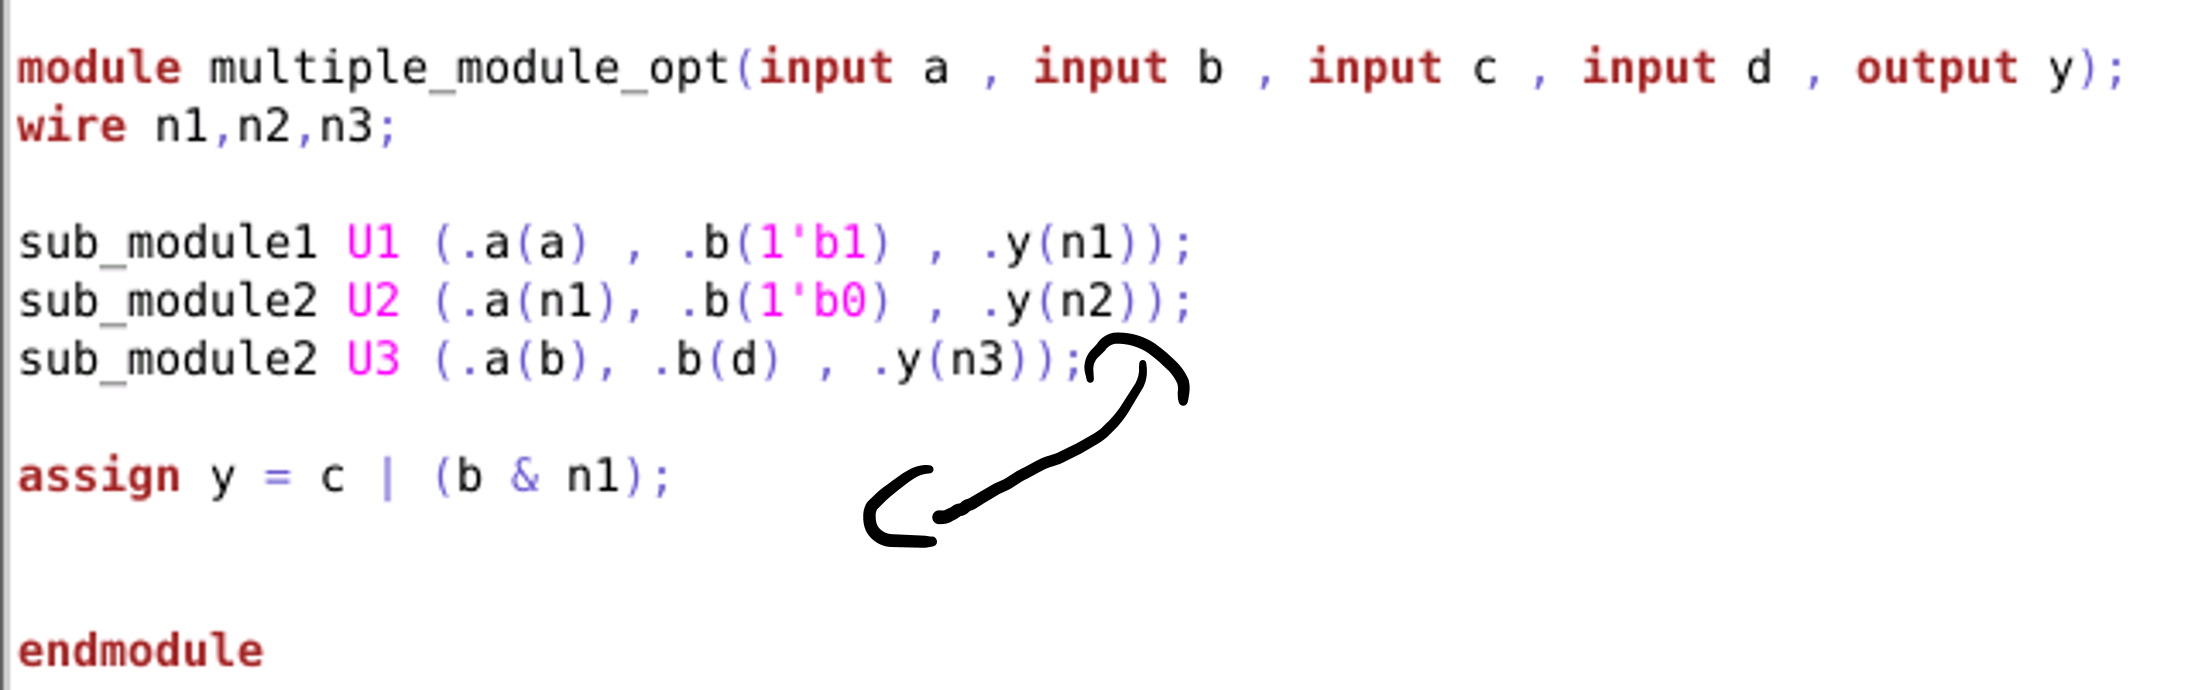 module multiple_module_opt(input a , input b , input c , input d , output y);
wire n1,n2,n3;
sub_module1 U1 (.a(a) , .b(1'b1) , .y(n1));
sub_module2 U2 (.a(n1), .b(1'b0) , .y(n2));
sub_module2 U3 (.a(b), .b(d) , .y(n3));
assign y = c | (b & n1);
endmodule